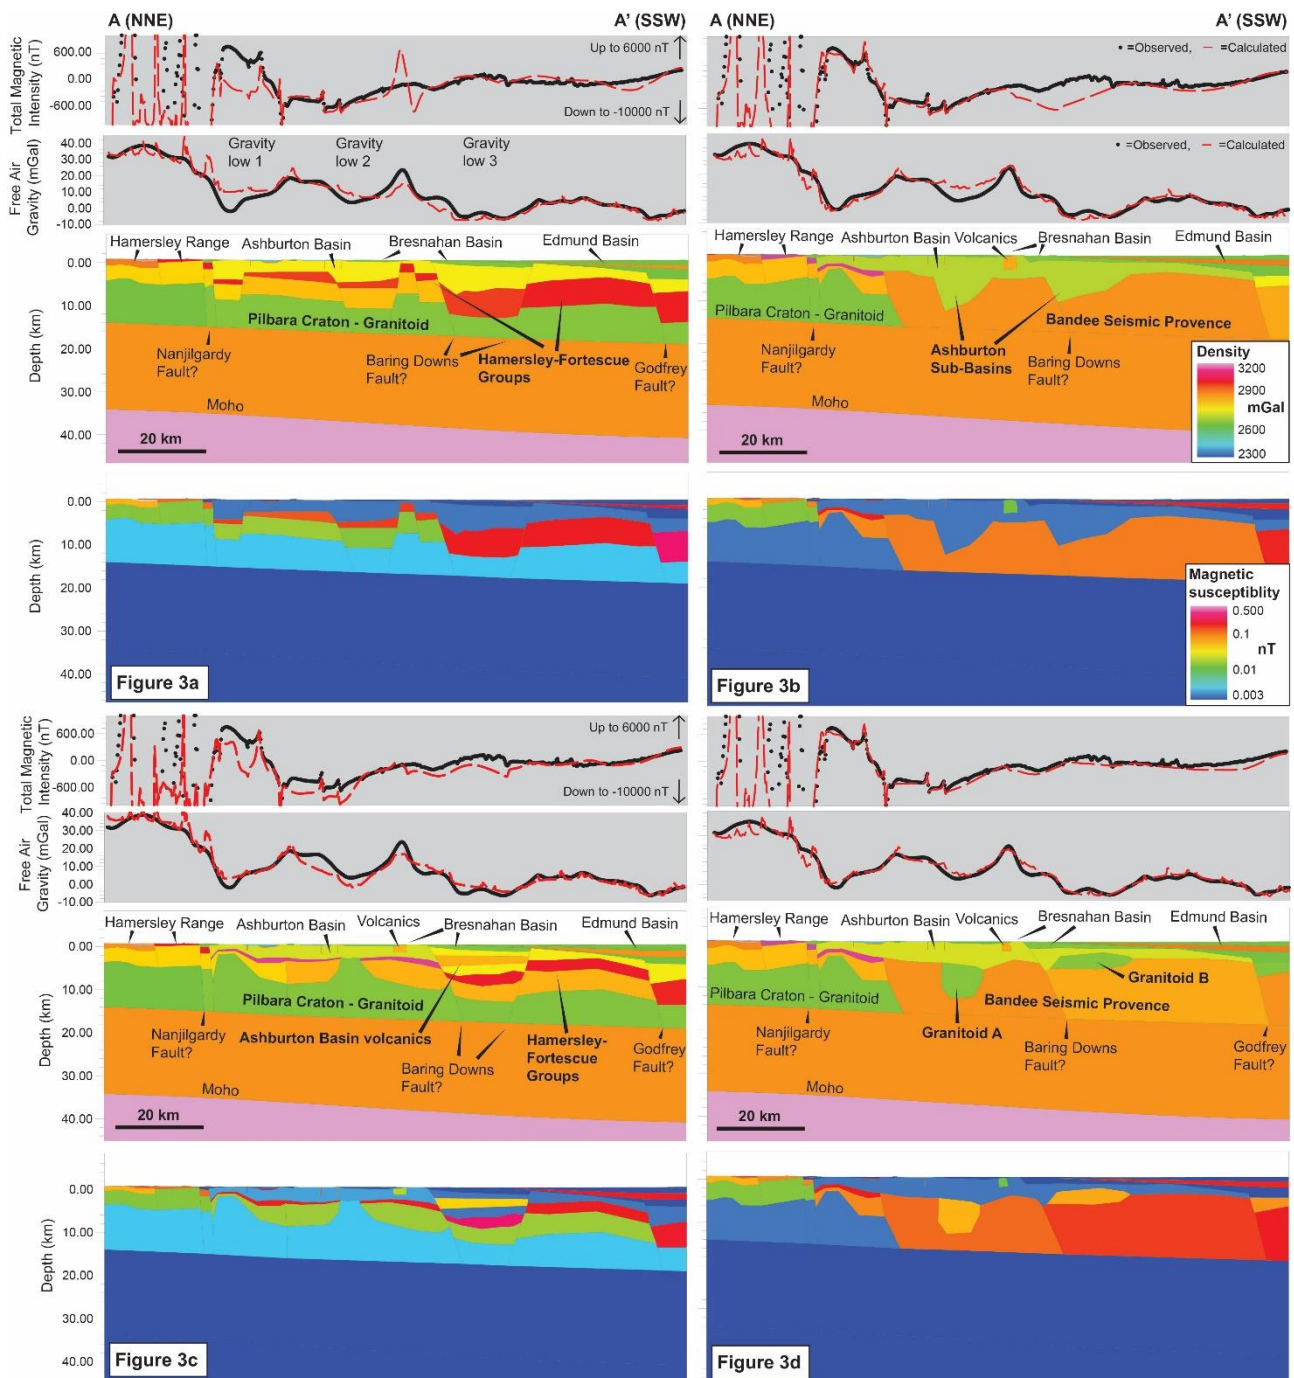 A (NNE)
A' (SSW)
A (NNE)
A' (SSW)
Total Magnetic
Intensity (nT)
600.00
0.00
-600.00
Up to 6000 nT
Down to -10000 nT
=Observed,
=Calculated
Free Air
Gravity (mGal)
40.00
30.00
20.00
10.00
0.00
-10.00
Gravity
low 1
Gravity
low 2
Gravity
low 3
=Observed,
=Calculated
Hamersley Range
Ashburton Basin
Bresnahan Basin
Edmund Basin
Depth (km)
0.00
10.00
20.00
30.00
40.00
Pilbara Craton - Granitoid
Nanjilgardy
Fault?
Baring Downs
Fault?
Hamersley-Fortescue
Groups
Godfrey
Fault?
Moho
20 km
Hamersley Range
Ashburton Basin
Volcanics
Bresnahan Basin
Edmund Basin
Pilbara Craton - Granitoid
Bandee Seismic Provence
Nanjilgardy
Fault?
Ashburton
Sub-Basins
Baring Downs
Fault?
Moho
20 km
Density
3200
2900
mGal
2600
2300
Depth (km)
0.00
10.00
20.00
30.00
40.00
Figure 3a
Figure 3b
Magnetic
susceptiblity
0.500
0.1
nT
0.01
0.003
Total Magnetic
Intensity (nT)
600.00
0.00
-600.00
Up to 6000 nT
Down to -10000 nT
Free Air
Gravity (mGal)
40.00
30.00
20.00
10.00
0.00
-10.00
Hamersley Range
Ashburton Basin
Volcanics
Bresnahan Basin
Edmund Basin
Depth (km)
0.00
10.00
20.00
30.00
40.00
Pilbara Craton - Granitoid
Nanjilgardy
Fault?
Ashburton Basin volcanics
Baring Downs
Fault?
Hamersley-
Fortescue
Groups
Godfrey
Fault?
Moho
20 km
Hamersley Range
Ashburton Basin
Volcanics
Bresnahan Basin
Edmund Basin
Granitoid B
Pilbara Craton - Granitoid
Bandee Seismic Provence
Nanjilgardy
Fault?
Granitoid A
Baring Downs
Fault?
Godfrey
Fault?
Moho
20 km
Depth (km)
0.00
10.00
20.00
30.00
40.00
Figure 3c
Figure 3d